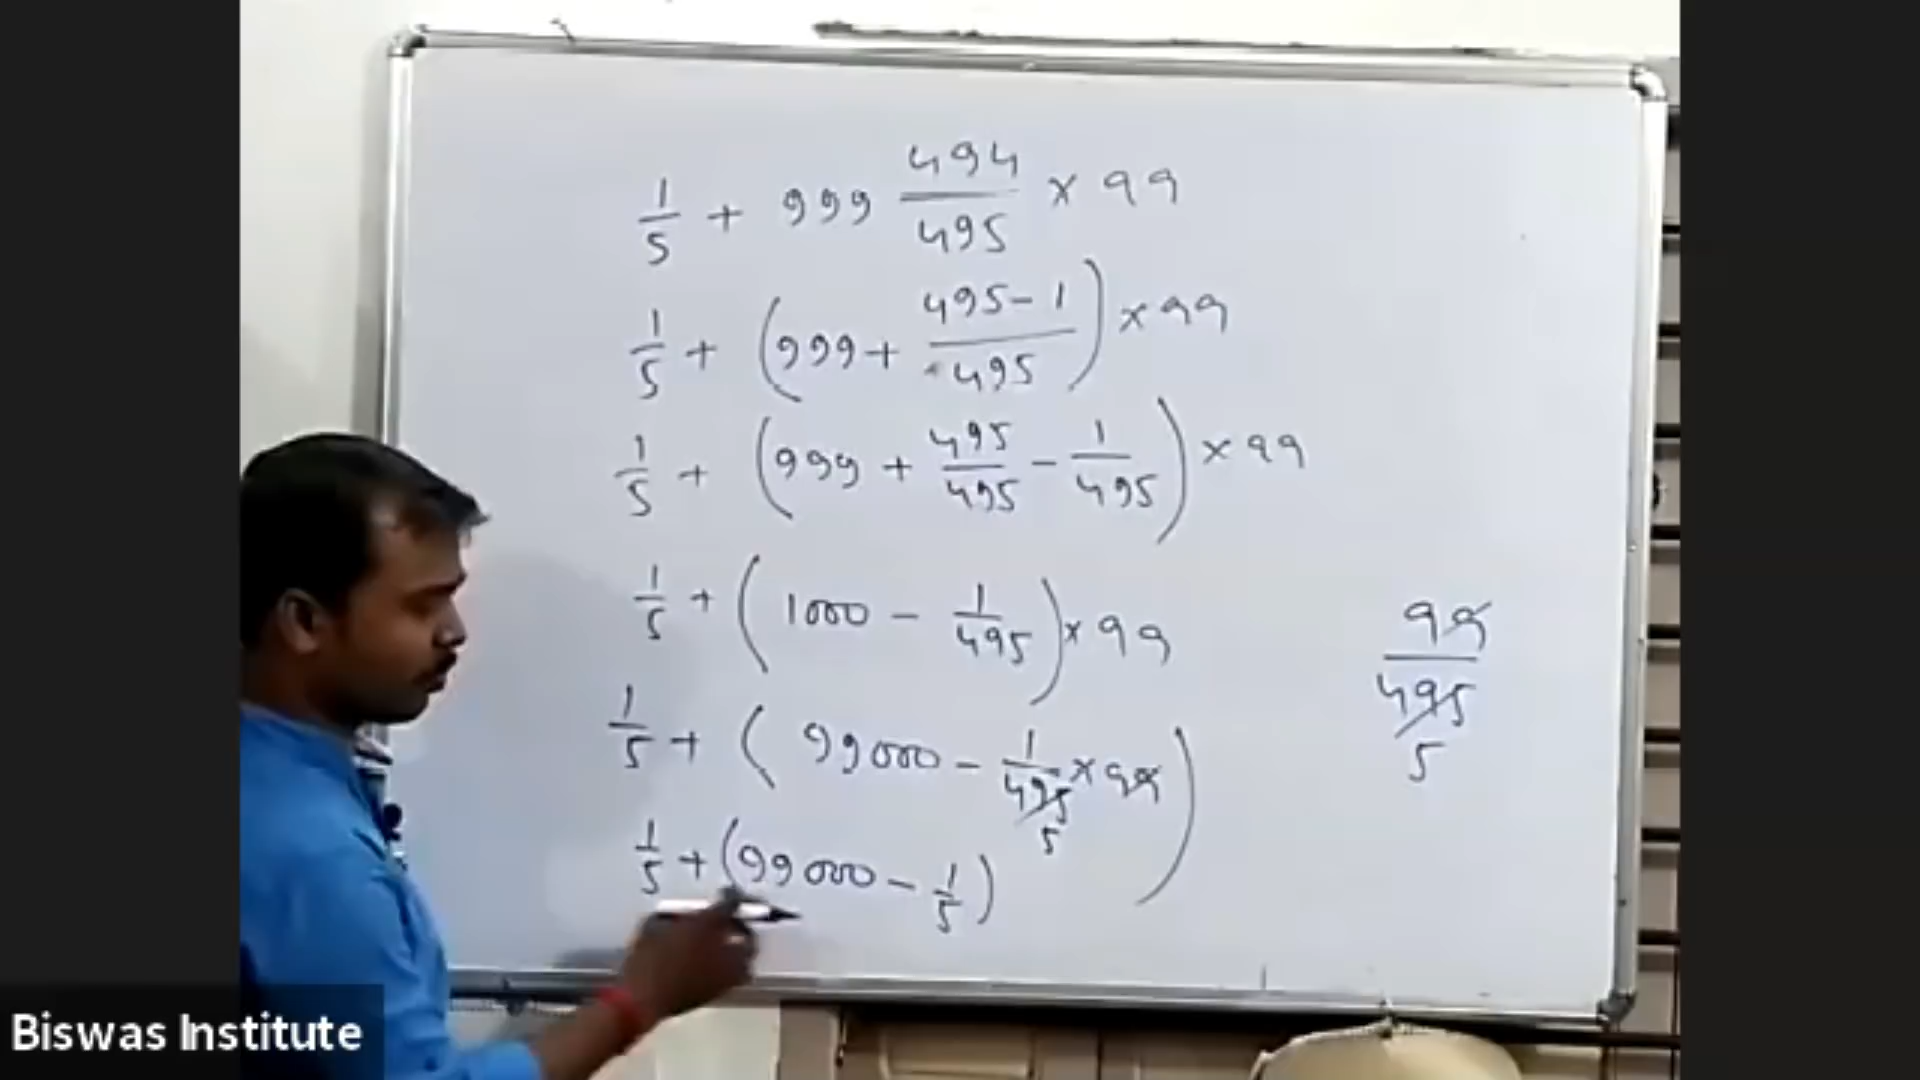 1/5 + 999 494/495 × 99
1/5 + (999 + 495-1/495) × 99
1/5 + (999 + 495/495 - 1/495) × 99
1/5 + (1000 - 1/495) × 99
1/5 + (99000 - 1/495 × 99)
5
1/5 + (99000 - 1/5)
99/495
5
Biswas Institute